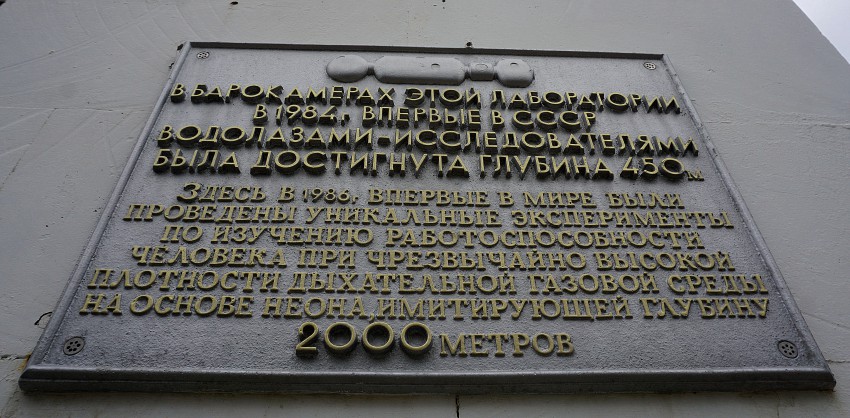 В БАРОКАМЕРАХ ЭТОЙ ЛАБОРАТОРИИ
В 1984г. ВПЕРВЫЕ В СССР
ВОДОЛАЗАМИ-ИССЛЕДОВАТЕЛЯМИ
БЫЛА ДОСТИГНУТА ГЛУБИНА 450м
ЗДЕСЬ В 1986г. ВПЕРВЫЕ В МИРЕ БЫЛИ
ПРОВЕДЕНЫ УНИКАЛЬНЫЕ ЭКСПЕРИМЕНТЫ
ПО ИЗУЧЕНИЮ РАБОТОСПОСОБНОСТИ
ЧЕЛОВЕКА ПРИ ЧРЕЗВЫЧАЙНО ВЫСОКОЙ
ПЛОТНОСТИ ДЫХАТЕЛЬНОЙ ГАЗОВОЙ СРЕДЫ
НА ОСНОВЕ НЕОНА, ИМИТИРУЮЩЕЙ ГЛУБИНУ
2000 МЕТРОВ